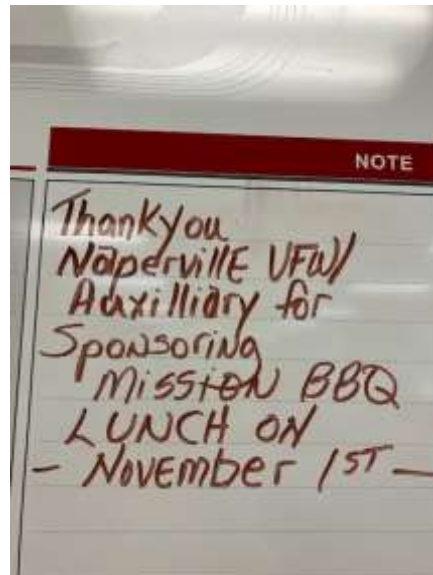 NOTE
Thankyou
NapervillE VFW/
Auxilliary for
Sponsoring
Mission BBQ
LUNCH ON
- November 1ST -